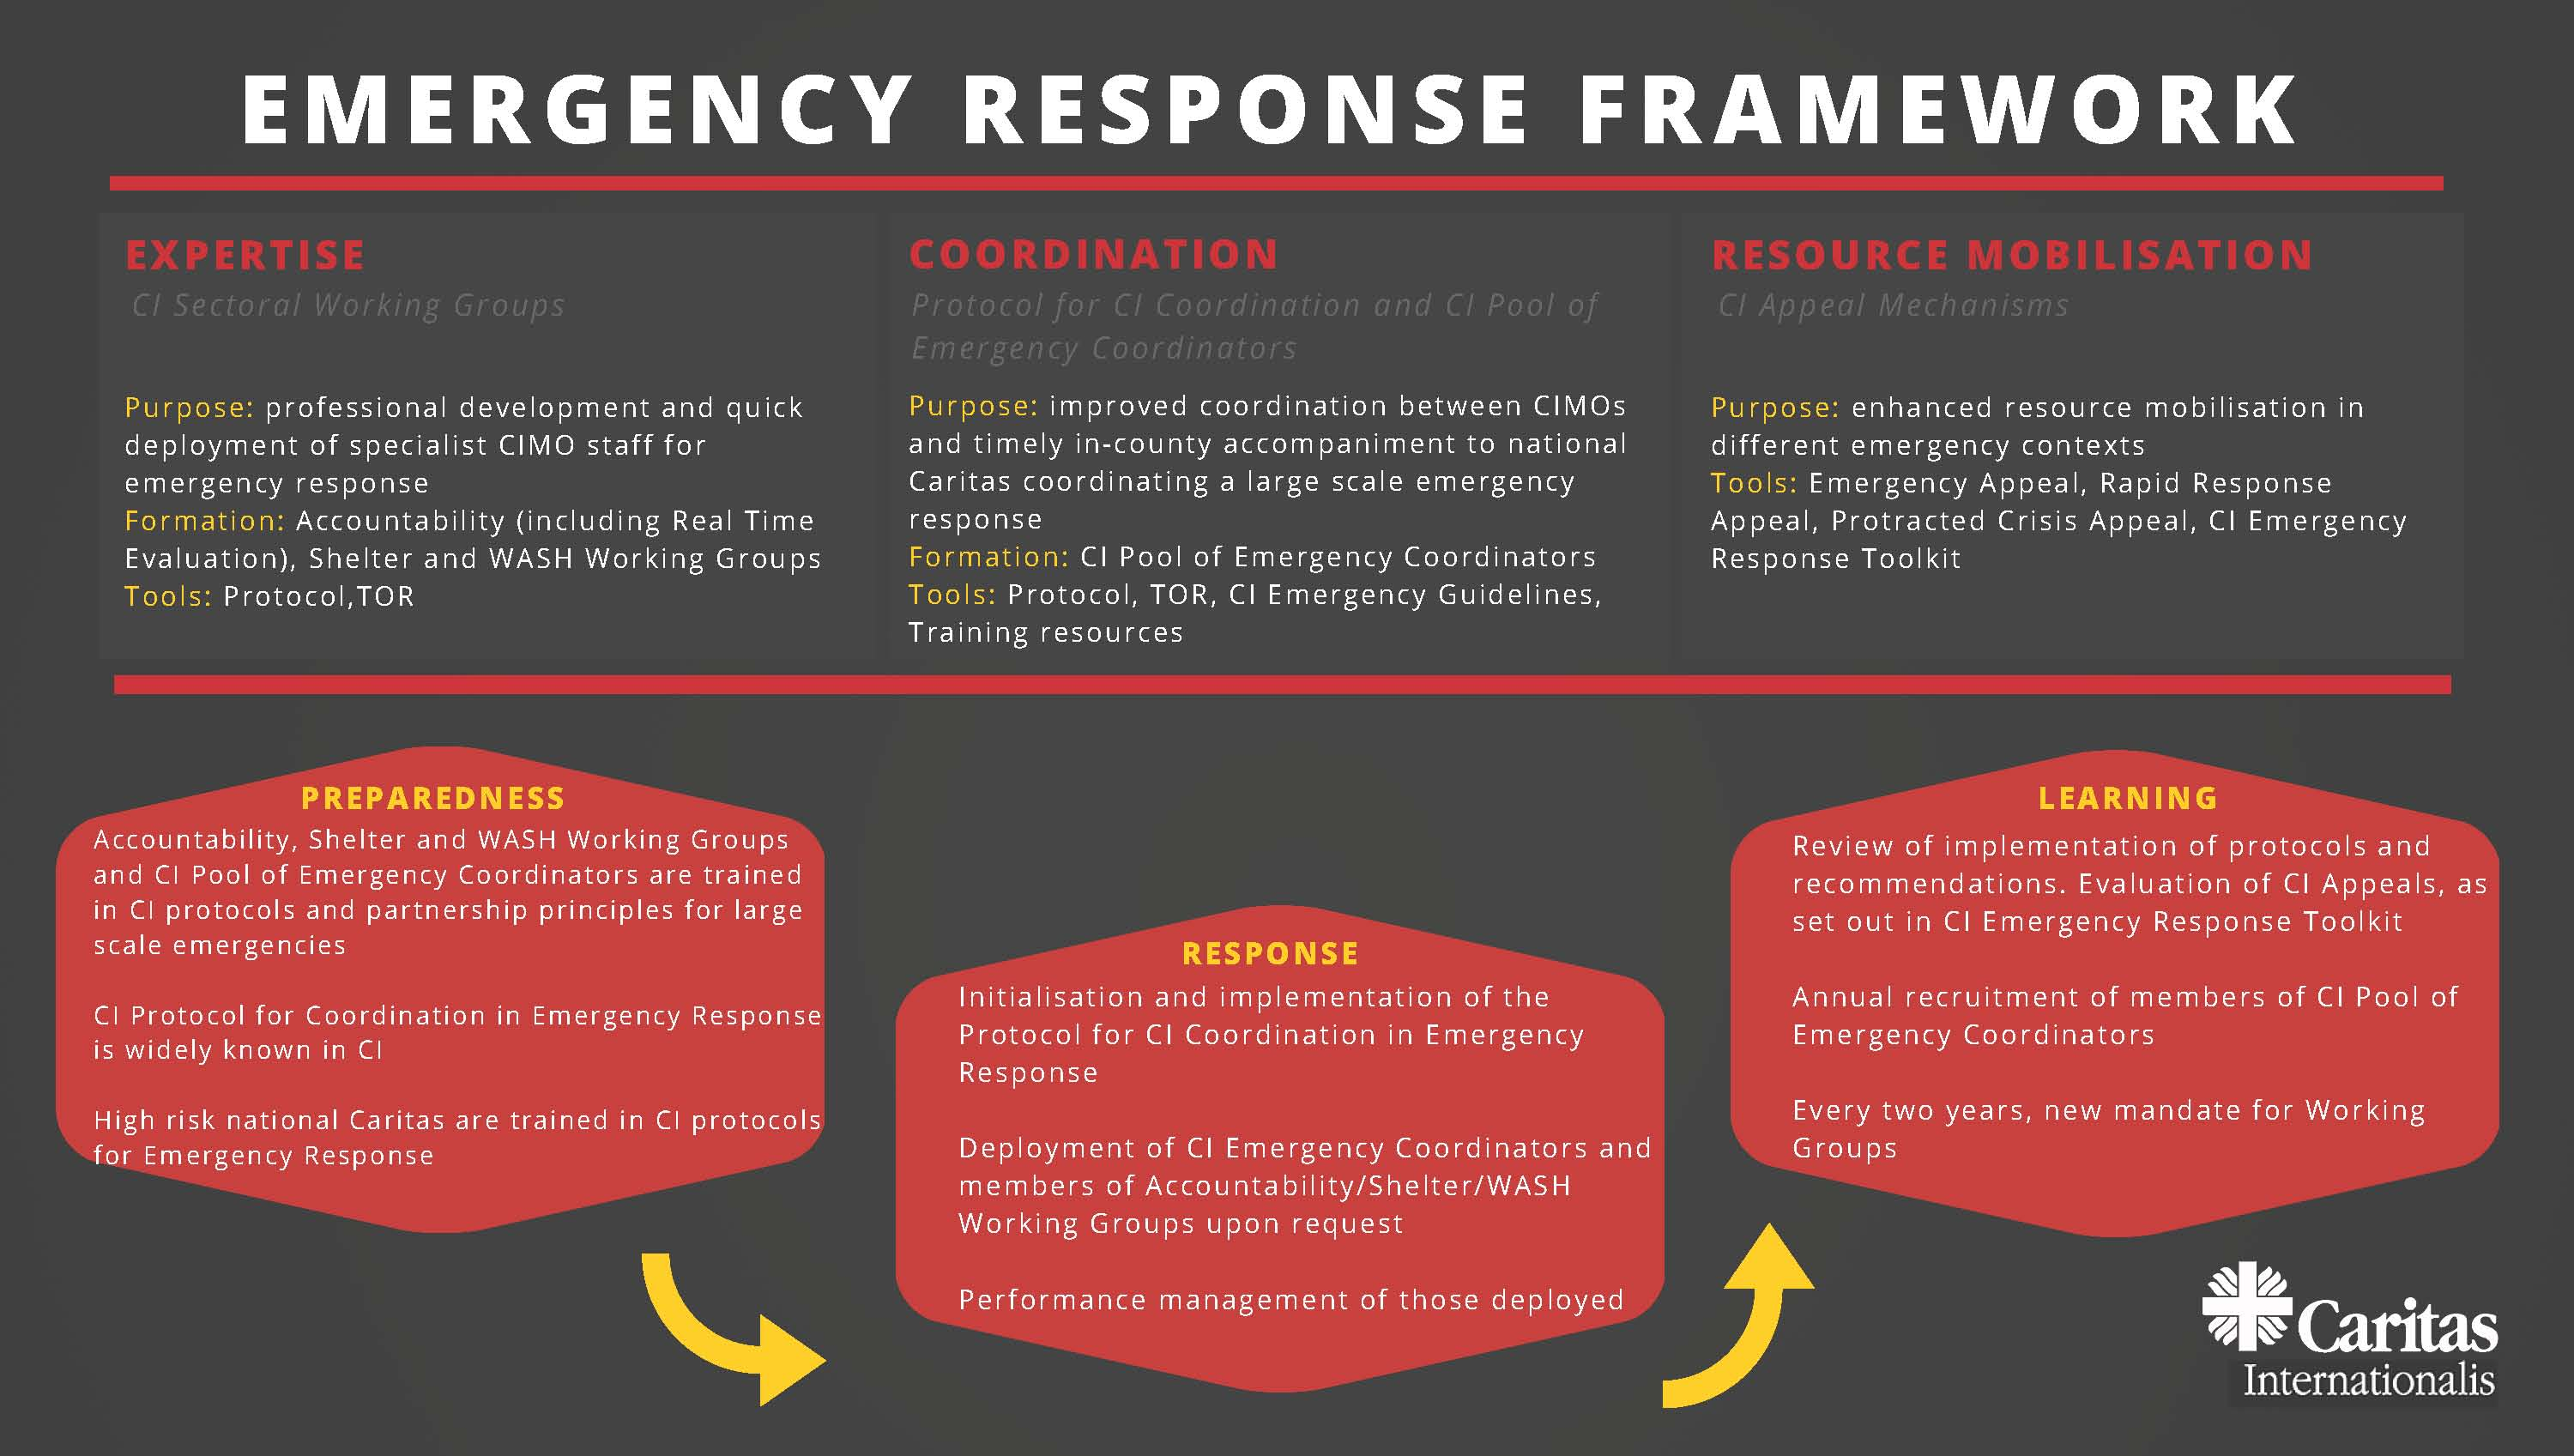 EMERGENCY RESPONSE FRAMEWORK
EXPERTISE
CI Sectoral Working Groups
Purpose: professional development and quick
deployment of specialist CIMO staff for
emergency response
Formation: Accountability (including Real Time
Evaluation), Shelter and WASH Working Groups
Tools: Protocol,TOR
COORDINATION
Protocol for CI Coordination and CI Pool of
Emergency Coordinators
Purpose: improved coordination between CIMOs
and timely in-county accompaniment to national
Caritas coordinating a large scale emergency
response
Formation: CI Pool of Emergency Coordinators
Tools: Protocol, TOR, CI Emergency Guidelines,
Training resources
RESOURCE MOBILISATION
CI Appeal Mechanisms
Purpose: enhanced resource mobilisation in
different emergency contexts
Tools: Emergency Appeal, Rapid Response
Appeal, Protracted Crisis Appeal, CI Emergency
Response Toolkit
PREPAREDNESS
Accountability, Shelter and WASH Working Groups
and CI Pool of Emergency Coordinators are trained
in CI protocols and partnership principles for large
scale emergencies
CI Protocol for Coordination in Emergency Response
is widely known in CI
High risk national Caritas are trained in CI protocols
for Emergency Response
RESPONSE
Initialisation and implementation of the
Protocol for CI Coordination in Emergency
Response
Deployment of CI Emergency Coordinators and
members of Accountability/Shelter/WASH
Working Groups upon request
Performance management of those deployed
LEARNING
Review of implementation of protocols and
recommendations. Evaluation of CI Appeals, as
set out in CI Emergency Response Toolkit
Annual recruitment of members of CI Pool of
Emergency Coordinators
Every two years, new mandate for Working
Groups
Caritas
Internationalis